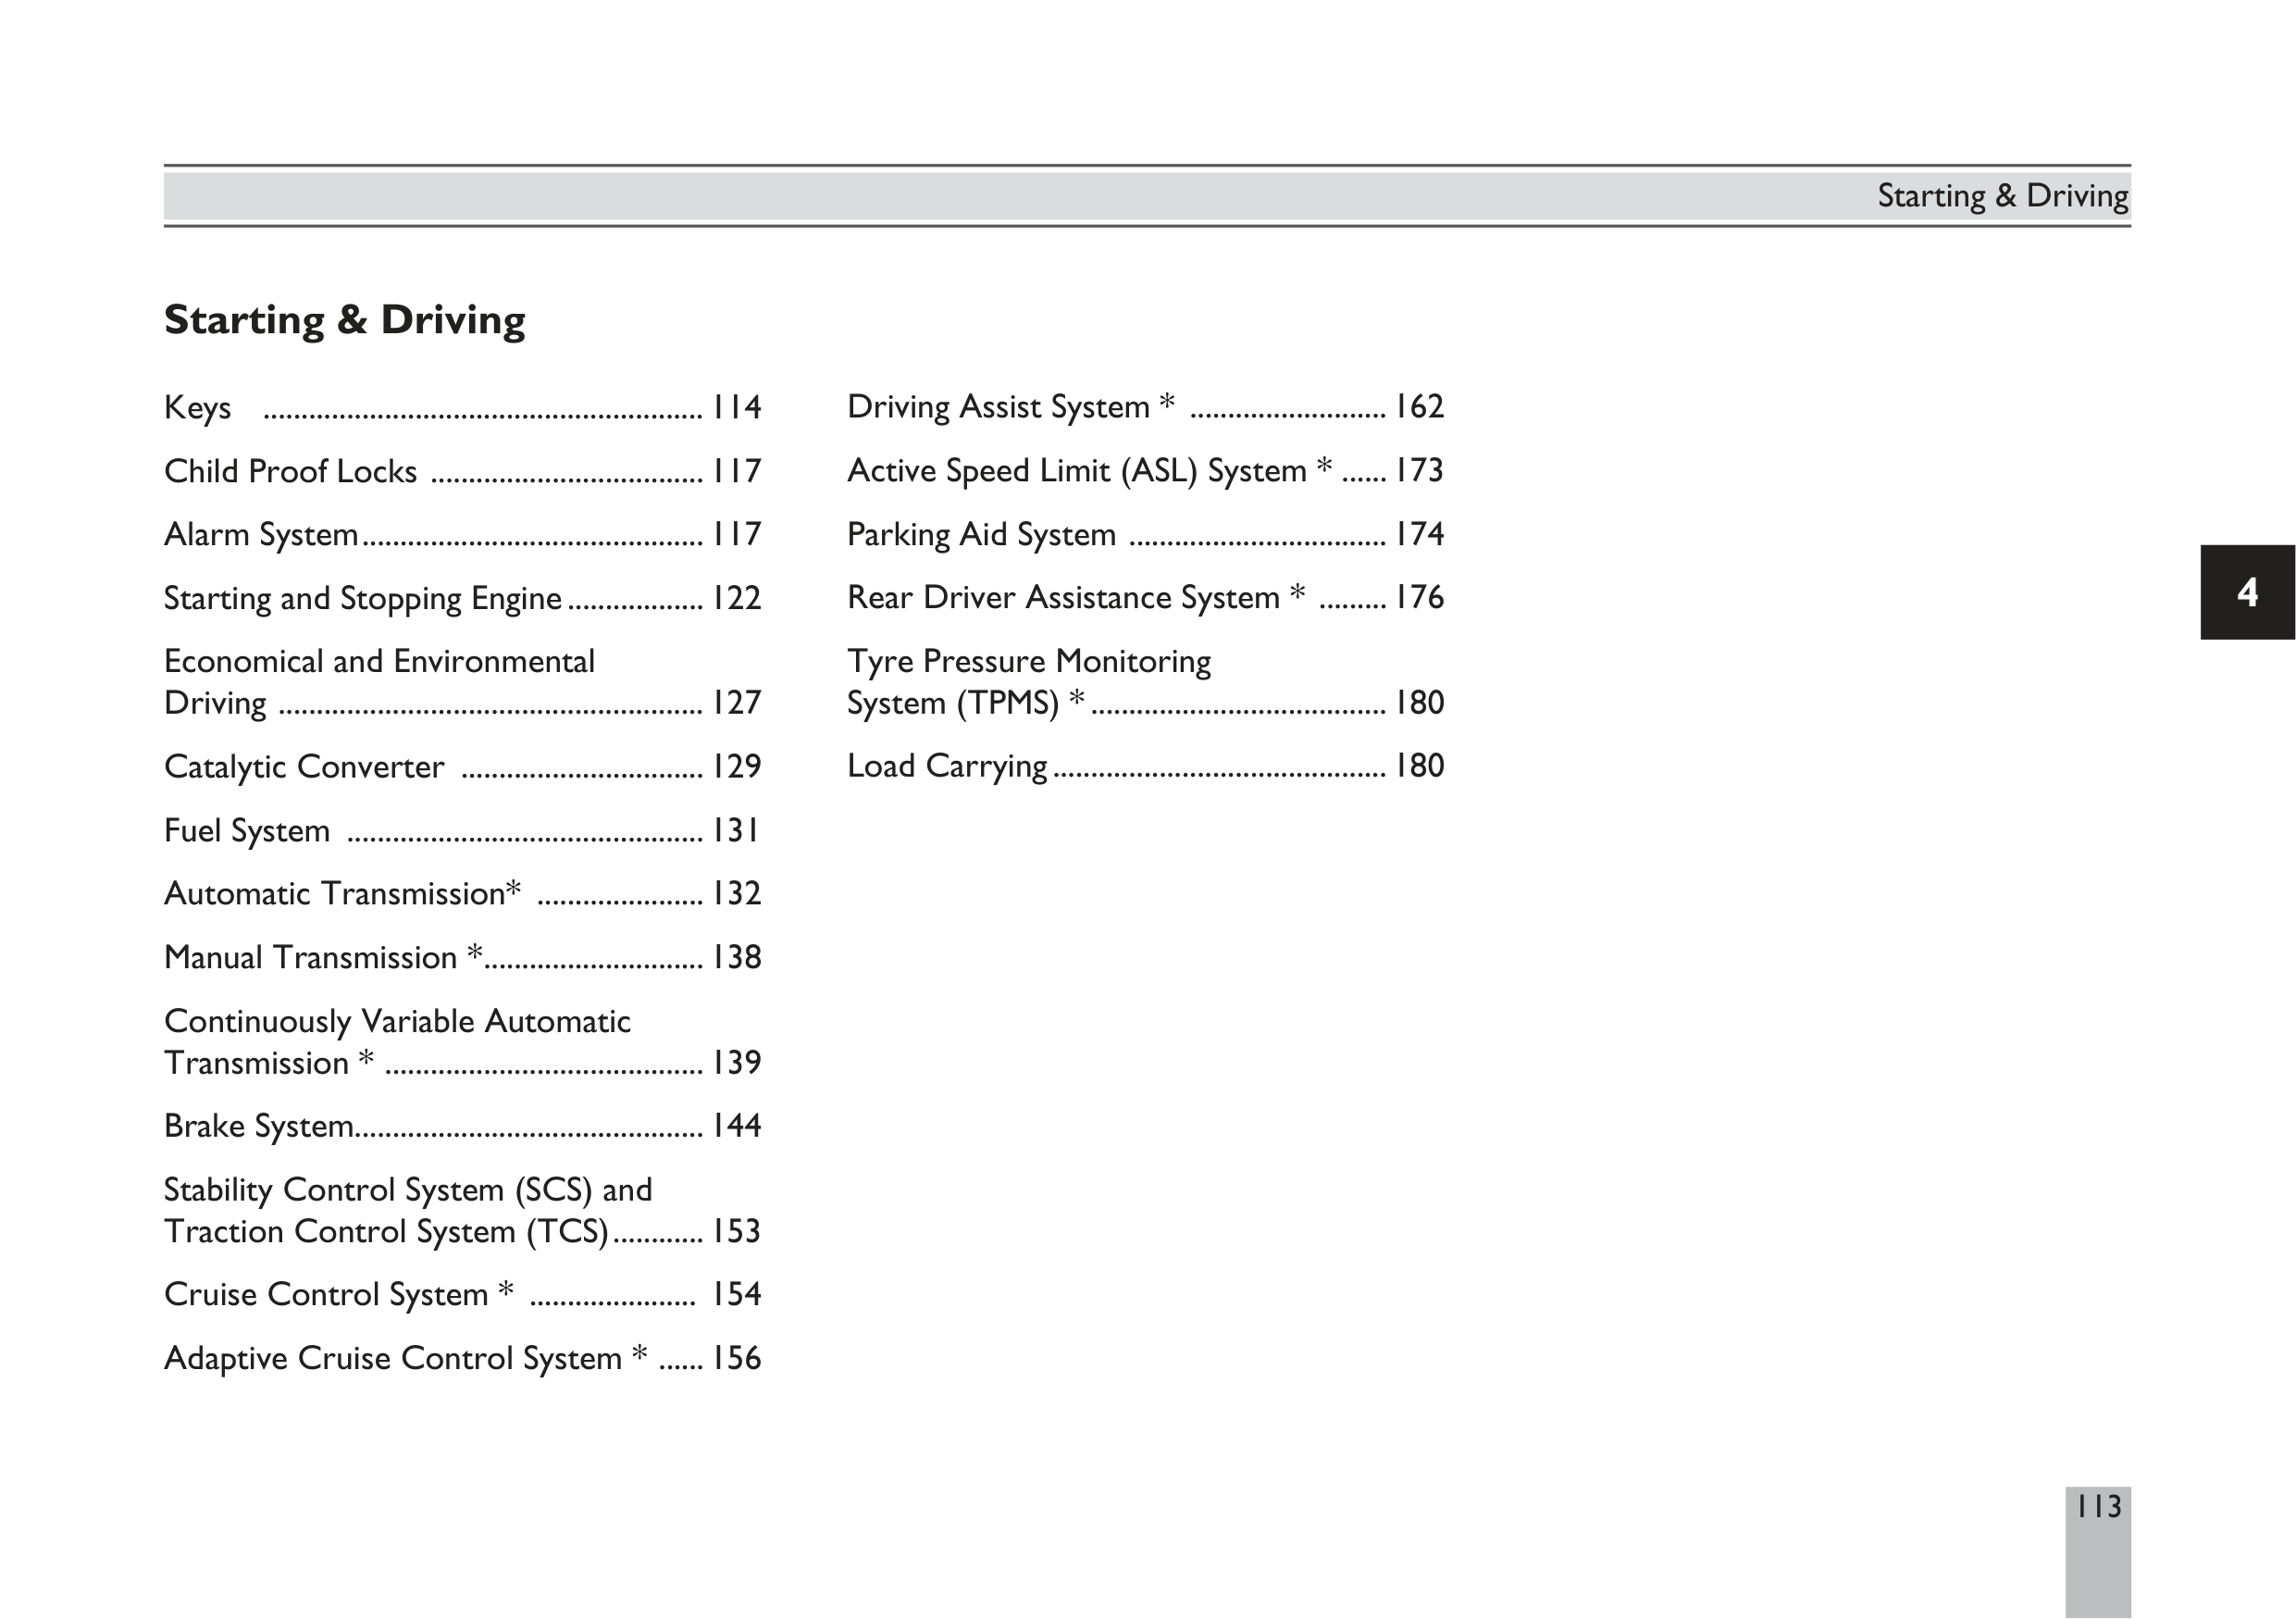 Starting & Driving
Starting & Driving
Keys ......................................................... 114
Child Proof Locks .................................... 117
Alarm System............................................. 117
Starting and Stopping Engine.................. 122
Economical and Environmental
Driving ........................................................ 127
Catalytic Converter ................................ 129
Fuel System ............................................... 131
Automatic Transmission* ...................... 132
Manual Transmission *............................. 138
Continuously Variable Automatic
Transmission * .......................................... 139
Brake System.............................................. 144
Stability Control System (SCS) and
Traction Control System (TCS)............ 153
Cruise Control System * ...................... 154
Adaptive Cruise Control System * ...... 156
Driving Assist System * .......................... 162
Active Speed Limit (ASL) System * ...... 173
Parking Aid System .................................. 174
Rear Driver Assistance System * ......... 176
Tyre Pressure Monitoring
System (TPMS) *....................................... 180
Load Carrying............................................ 180
4
113